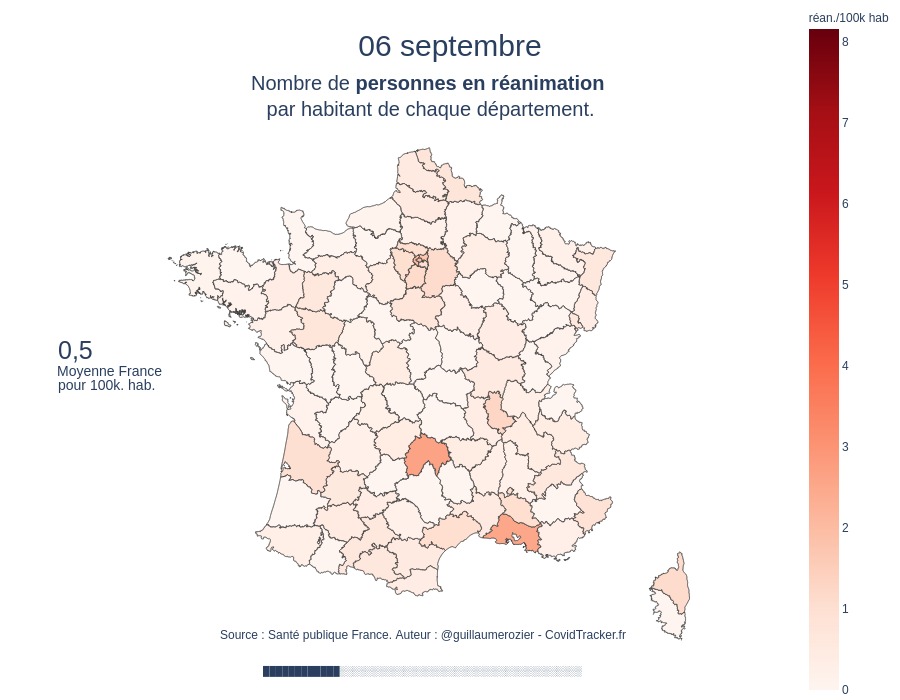 réan./100k hab
06 septembre
Nombre de personnes en réanimation
par habitant de chaque département.
8
7
6
5
4
3
2
1
0
0,5
Moyenne France
pour 100k. hab.
Source : Santé publique France. Auteur : @guillaumerozier - CovidTracker.fr